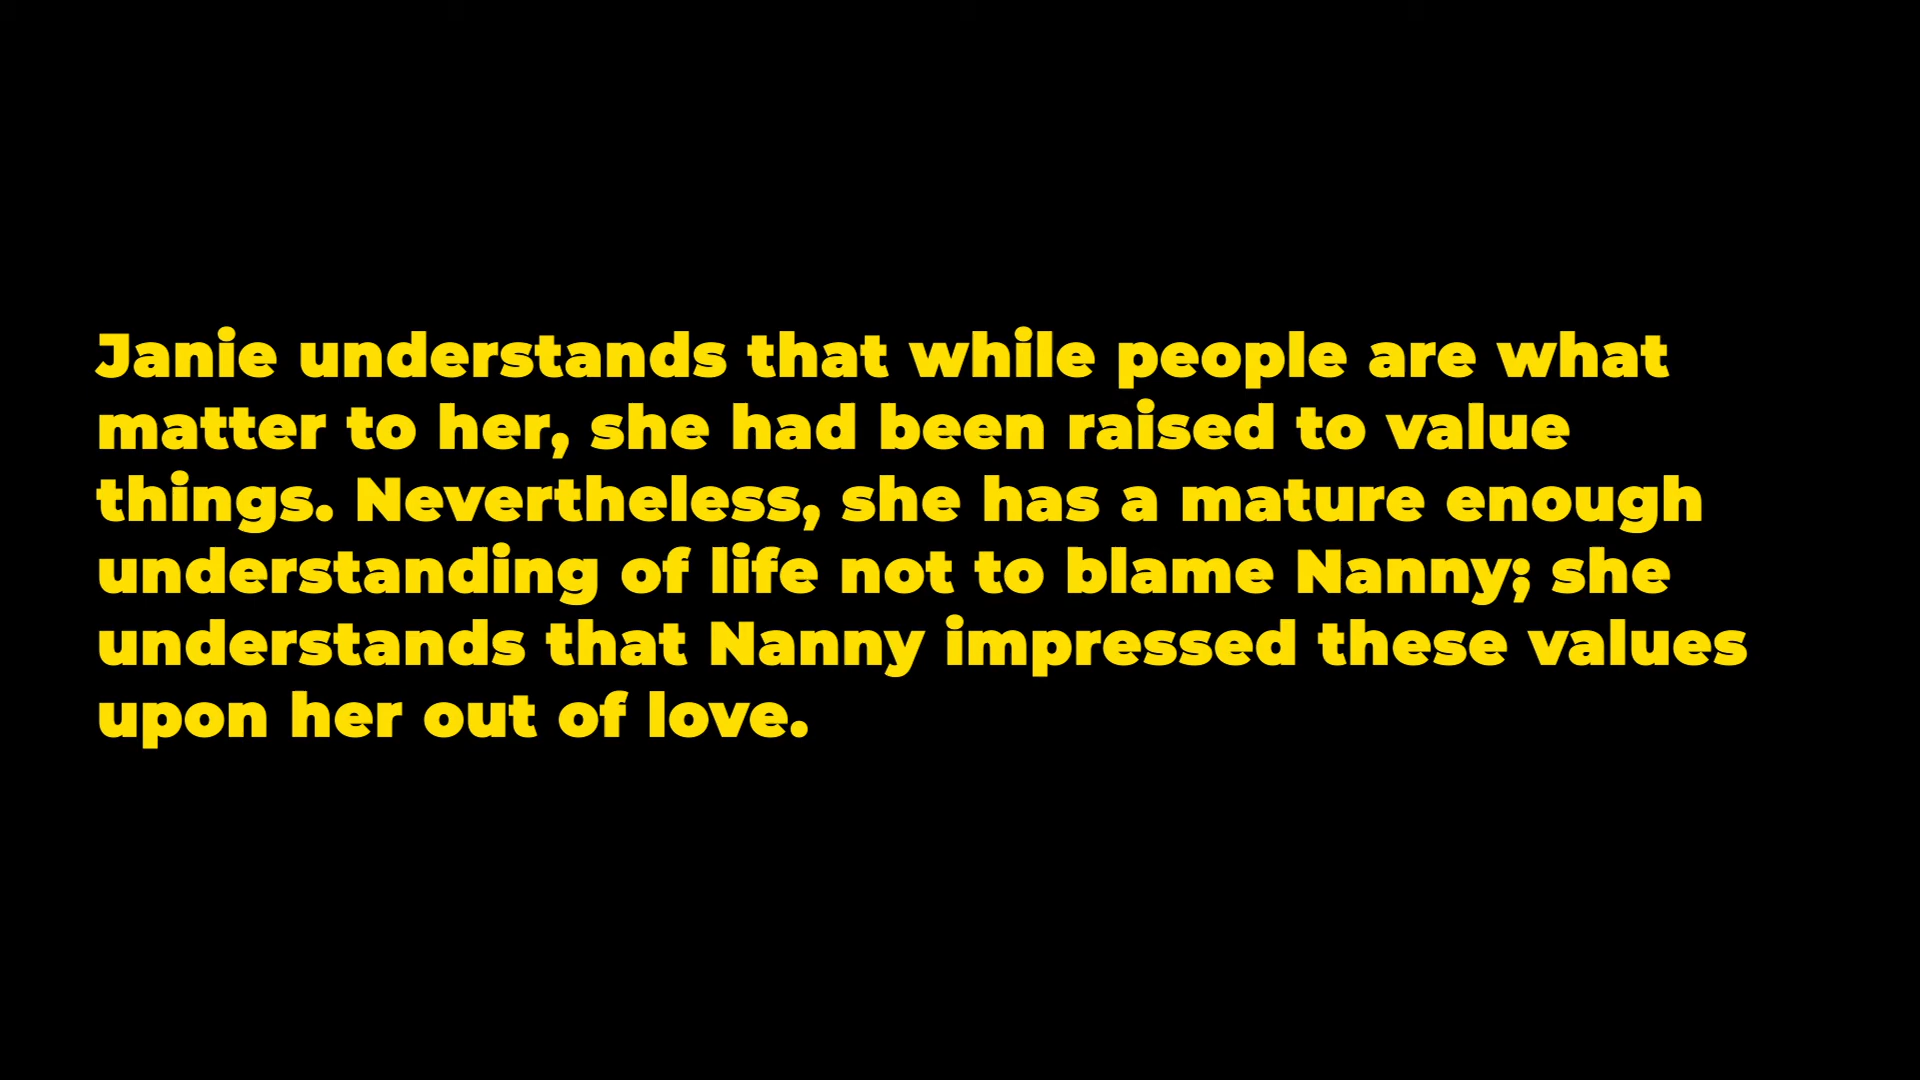 Janie understands that while people are what
matter to her, she had been raised to value
things. Nevertheless, she has a mature enough
understanding of life not to blame Nanny; she
understands that Nanny impressed these values
upon her out of love.